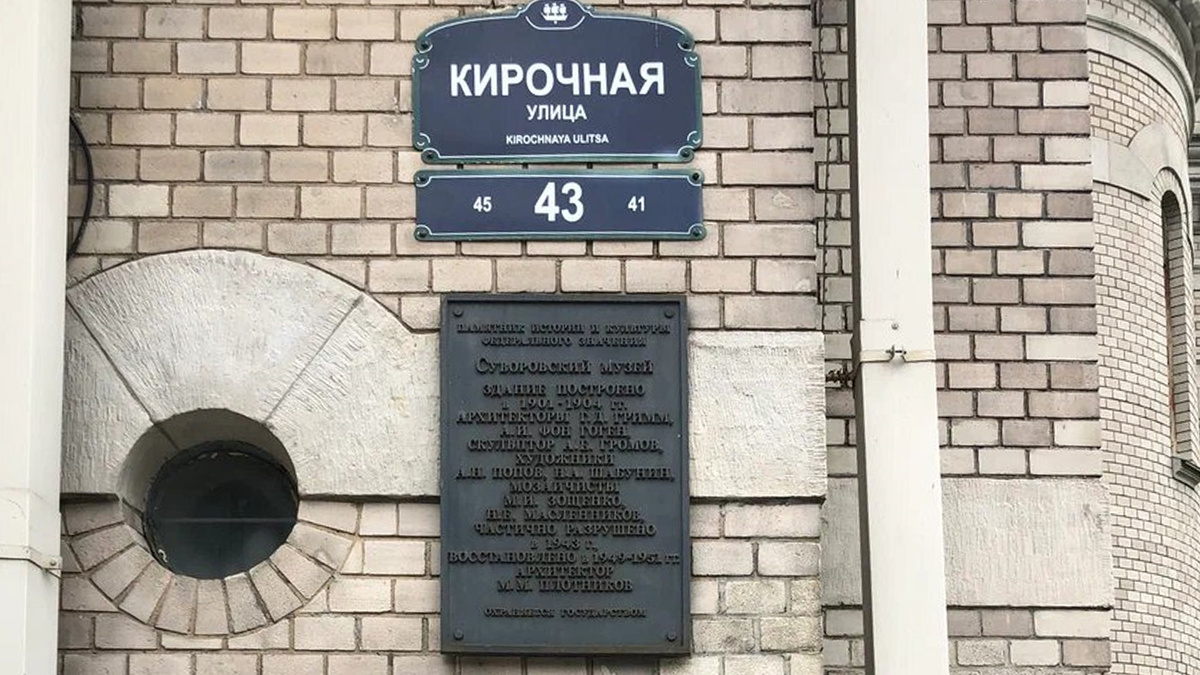 КИРОЧНАЯ
УЛИЦА
KIROCHNAYA ULITSA
45 43 41
ПАМЯТНИК ИСТОРИИ И КУЛЬТУРЫ
ФЕДЕРАЛЬНОГО ЗНАЧЕНИЯ
СУВОРОВСКИЙ МУЗЕЙ
ЗДАНИЕ ПОСТРОЕНО
в 1901-1904 гг.
АРХИТЕКТОРЫ Г.Д. ГРИММ,
А.И. ФОН ГОГЕН
СКУЛЬПТОР А.В. ГРОМОВ,
ХУДОЖНИКИ
А.Н. ПОПОВ, Н.А. ШАБУНИН,
МОЗАИЧИСТЫ
М.И. ЗОЩЕНКО,
Н.Е. МАСЛЕННИКОВ,
ЧАСТИЧНО РАЗРУШЕНО
в 1943 г.
ВОССТАНОВЛЕНО в 1949-1951 гг.
АРХИТЕКТОР
М.М. ПЛОТНИКОВ
ОХРАНЯЕТСЯ ГОСУДАРСТВОМ